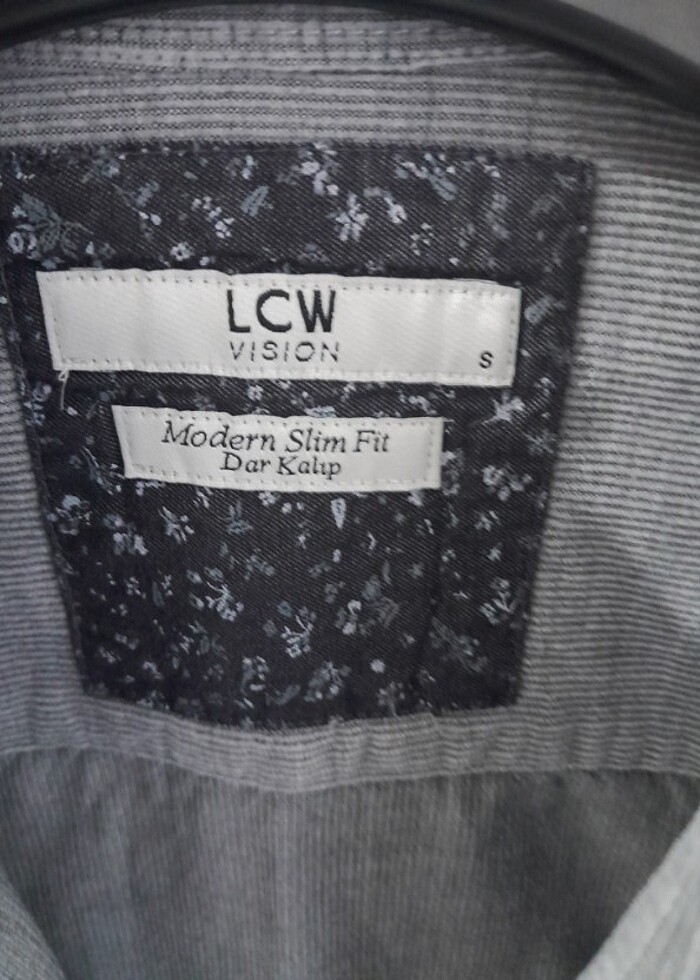 LCW
VISION
S
Modern Slim Fit
Dar Kalıp